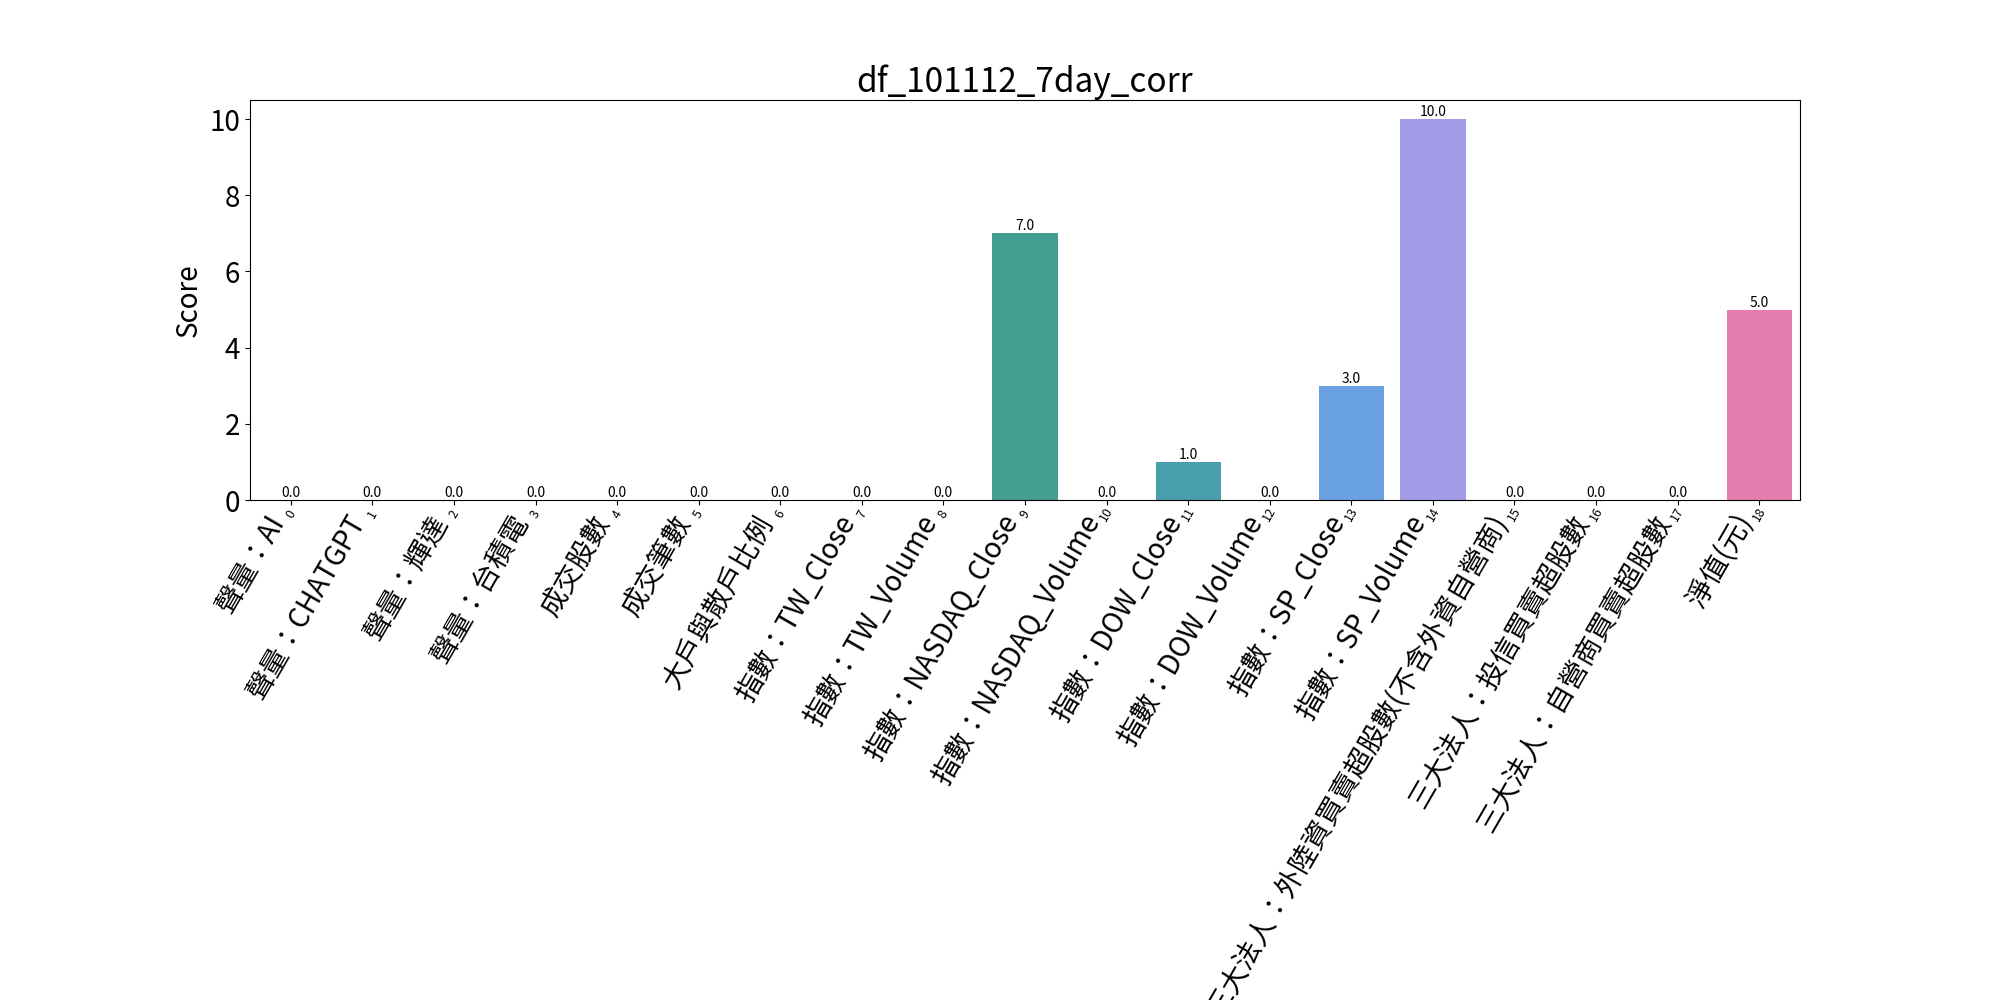 df_101112_7day_corr
Score
10
8
6
4
2
0
0.0
0.0
0.0
0.0
0.0
0.0
0.0
0.0
0.0
7.0
0.0
1.0
0.0
3.0
10.0
0.0
0.0
0.0
5.0
0
1
2
3
4
5
6
7
8
9
10
11
12
13
14
15
16
17
18
聲量：AI
聲量：CHATGPT
聲量：輝達
聲量：台積電
成交股數
成交筆數
大戶與散戶比例
指數：TW_Close
指數：TW_Volume
指數：NASDAQ_Close
指數：NASDAQ_Volume
指數：DOW_Close
指數：DOW_Volume
指數：SP_Close
指數：SP_Volume
三大法人：外陸資買賣超股數(不含外資自營商)
三大法人：投信買賣超股數
三大法人：自營商買賣超股數
淨值(元)